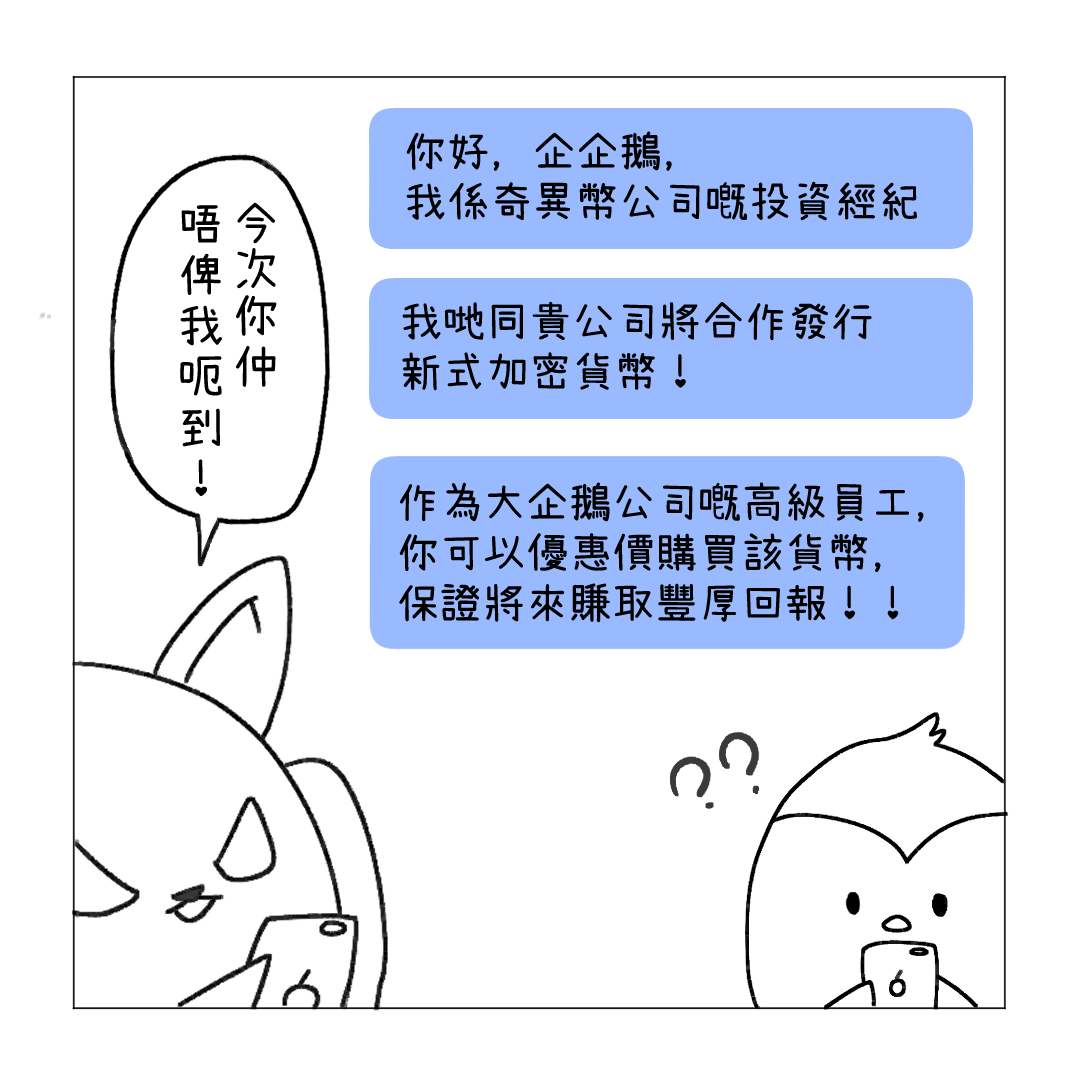 今次你仲
唔俾我呃到！
你好，企企鵝，
我係奇異幣公司嘅投資經紀
我哋同貴公司將合作發行
新式加密貨幣！
作為大企鵝公司嘅高級員工，
你可以優惠價購買該貨幣，
保證將來賺取豐厚回報！！
??